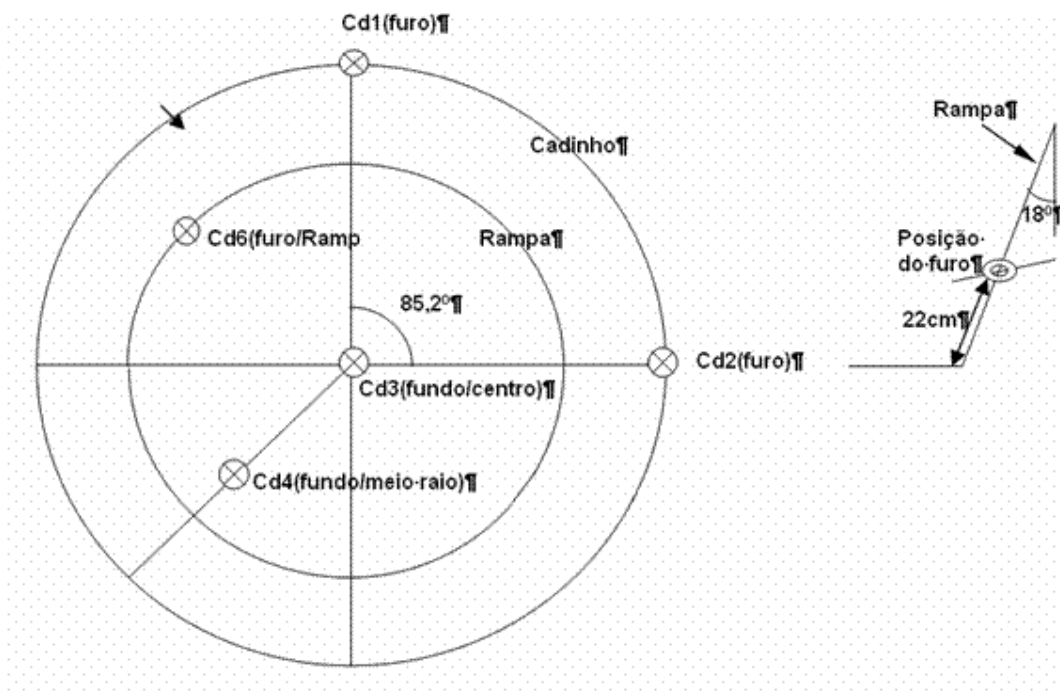 Cd1(furo)¶
Cadinho¶
Cd6(furo/Ramp
Rampa¶
85,2º¶
Cd2(furo)¶
Cd3(fundo/centro)¶
Cd4(fundo/meio·raio)¶
Rampa¶
18º¶
Posição·
do·furo¶
22cm¶